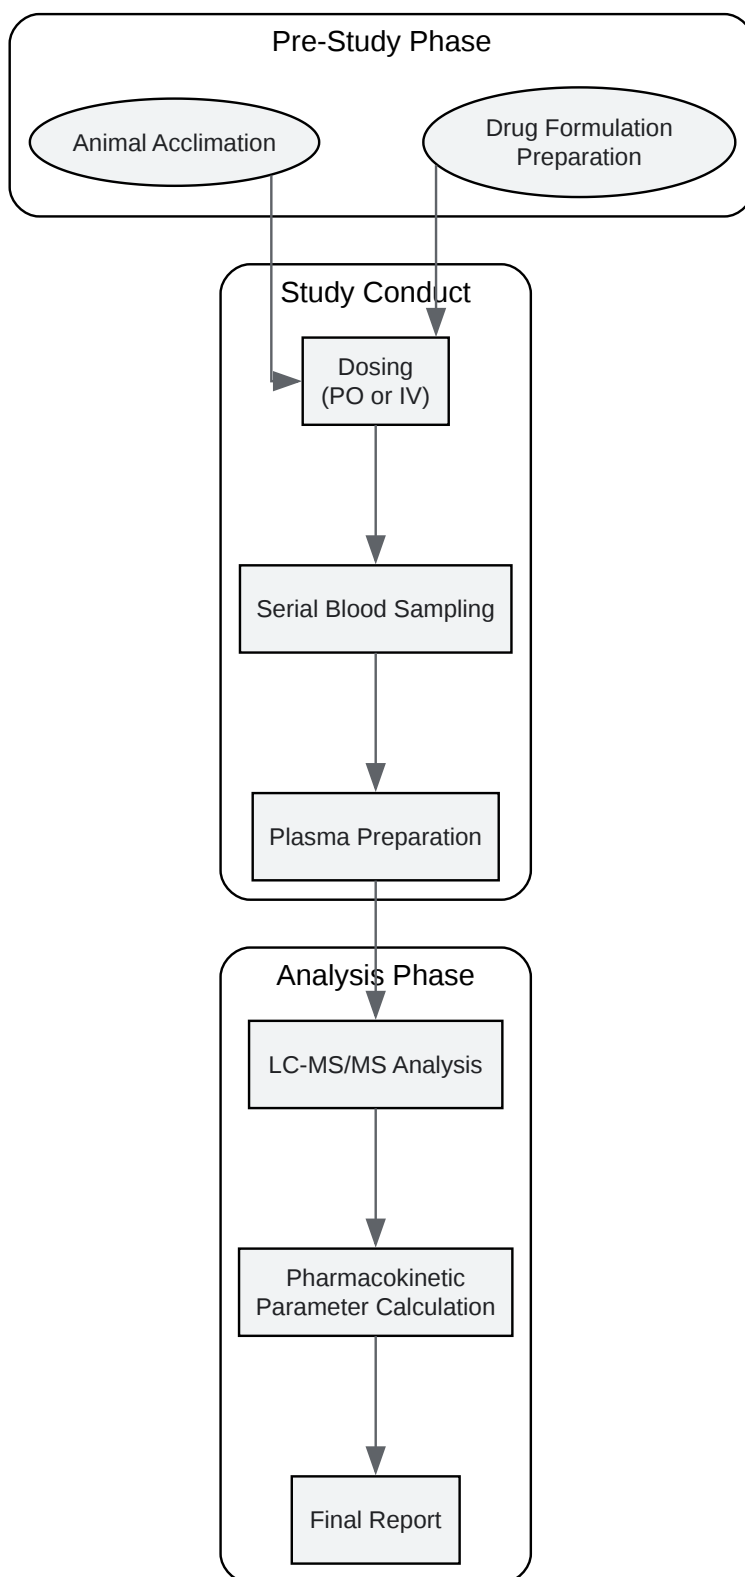 Pre-Study Phase
Animal Acclimation
Drug Formulation
Preparation
Study Conduct
Dosing
(PO or IV)
Serial Blood Sampling
Plasma Preparation
Analysis Phase
LC-MS/MS Analysis
Pharmacokinetic
Parameter Calculation
Final Report